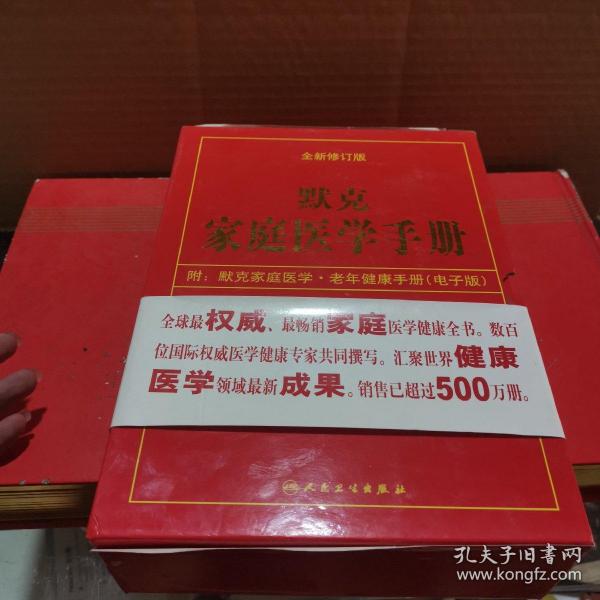 全新修订版
默克
家庭医学手册
附：默克家庭医学·老年健康手册(电子版)
全球最权威、最畅销家庭医学健康全书。数百
位国际权威医学健康专家共同撰写。汇聚世界健康
医学领域最新成果。销售已超过500万册。
人民卫生出版社
孔夫子旧书网
www.kongfz.com